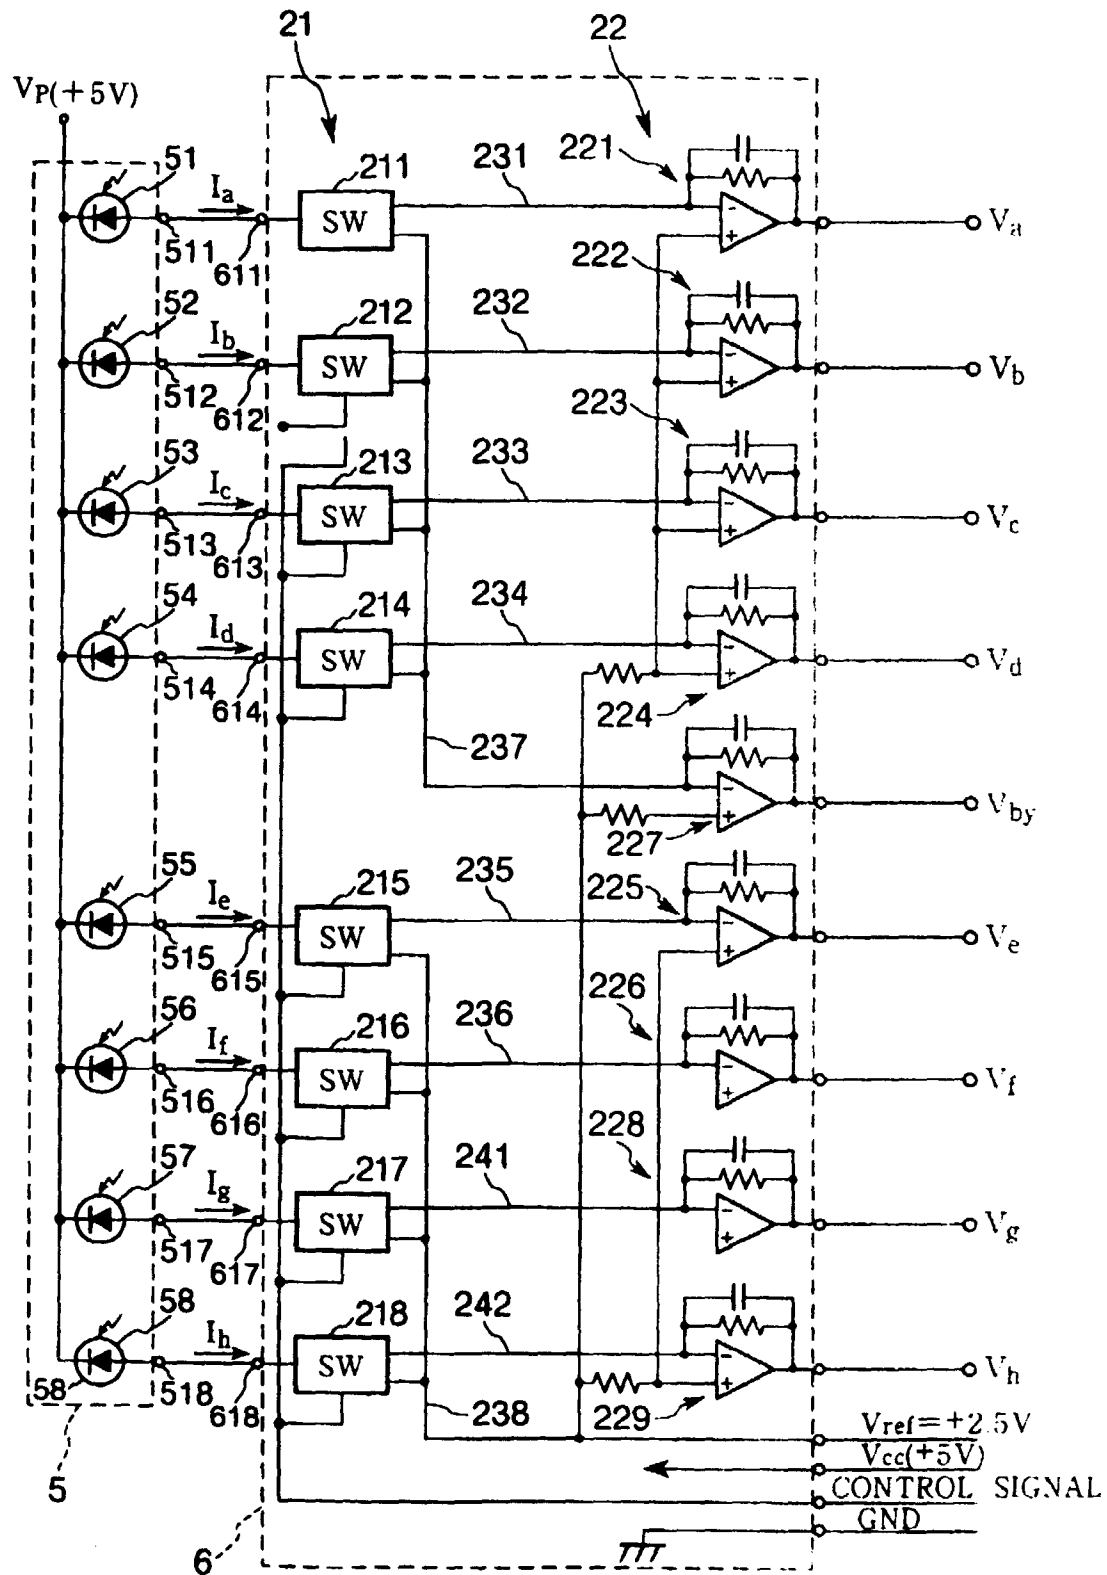 21
22
VP(+5V)
51
Ia
211
SW
231
221
Va
511
611
52
Ib
212
SW
232
222
Vb
512
612
53
Ic
213
SW
233
223
Vc
513
613
54
Id
214
SW
234
Vd
514
614
224
237
Vby
227
55
Ie
215
SW
235
225
Ve
515
615
56
If
216
SW
236
226
Vf
516
616
57
Ig
217
SW
241
228
Vg
517
617
58
Ih
218
SW
242
Vh
58
518
618
238
229
Vref=+2.5V
Vcc(+5V)
CONTROL SIGNAL
GND
5
6